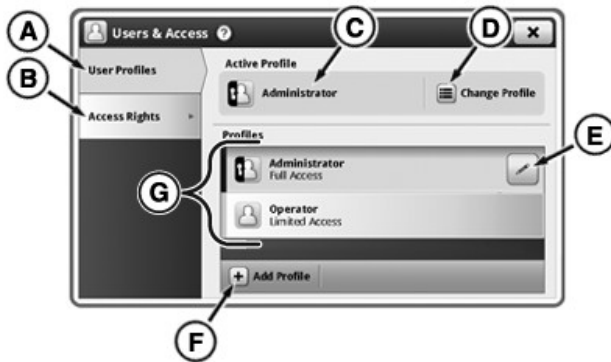 A
B
C
D
E
F
G
Users & Access ?
User Profiles
Access Rights
Active Profile
Administrator
Change Profile
Profiles
Administrator
Full Access
Operator
Limited Access
Add Profile